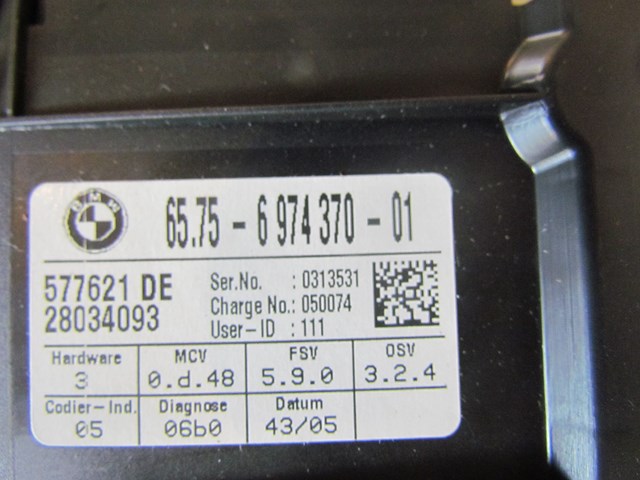 BMW
65.75 - 6 974 370 - 01
577621 DE
28034093
Ser.No. : 0313531
Charge No.: 050074
User-ID : 111
Hardware MCV FSV OSV
3 0.d.48 5.9.0 3.2.4
Codier-Ind. Diagnose Datum
05 06b0 43/05